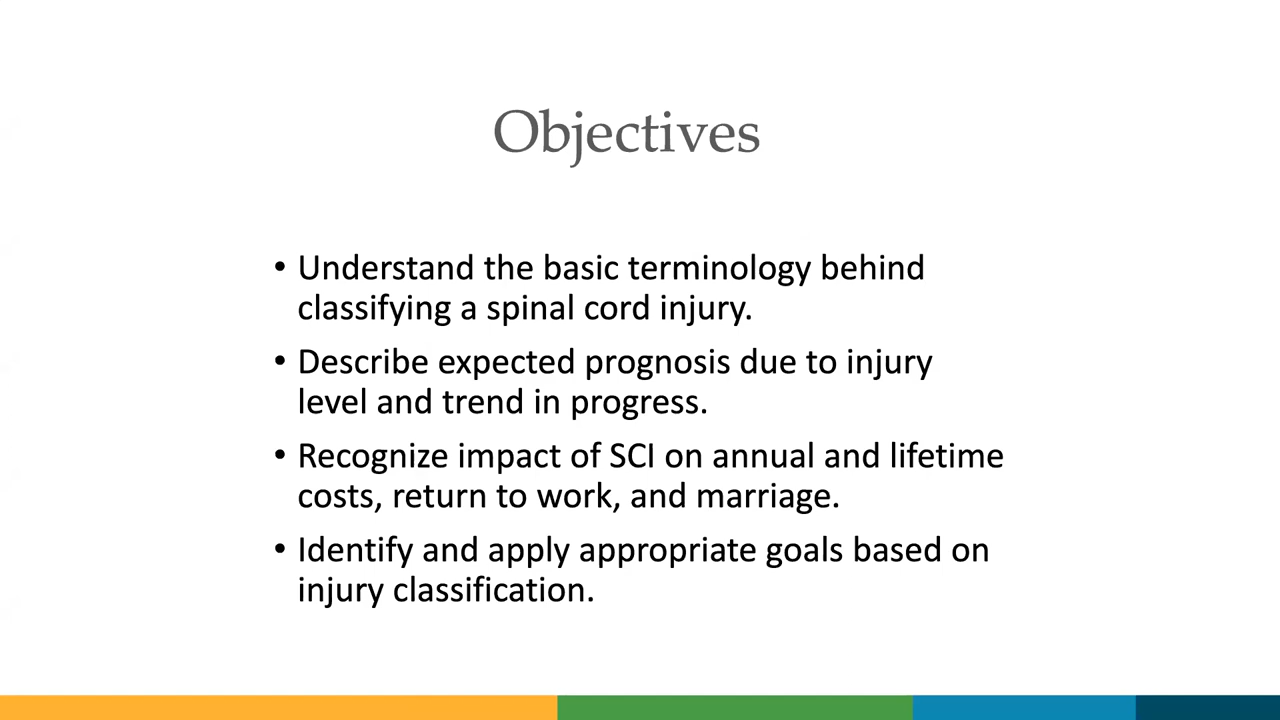 Objectives
• Understand the basic terminology behind
classifying a spinal cord injury.
• Describe expected prognosis due to injury
level and trend in progress.
• Recognize impact of SCI on annual and lifetime
costs, return to work, and marriage.
• Identify and apply appropriate goals based on
injury classification.